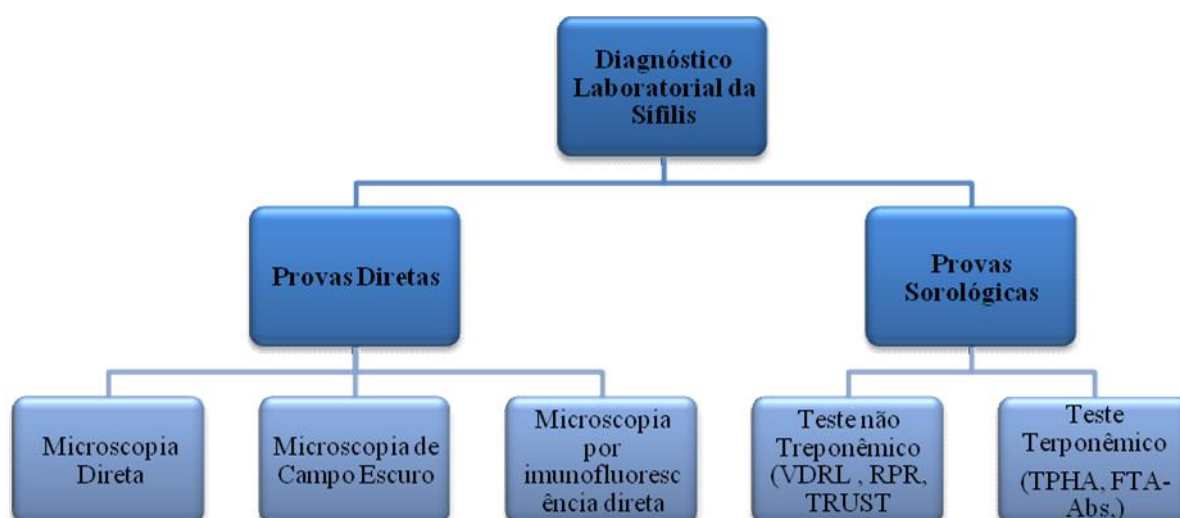 Diagnóstico
Laboratorial da
Sífilis
Provas Diretas
Provas
Sorológicas
Microscopia
Direta
Microscopia de
Campo Escuro
Microscopia
por
imunofluoresc
ência direta
Teste não
Treponêmico
(VDRL , RPR,
TRUST
Teste
Terponêmico
(TPHA, FTA-
Abs,)